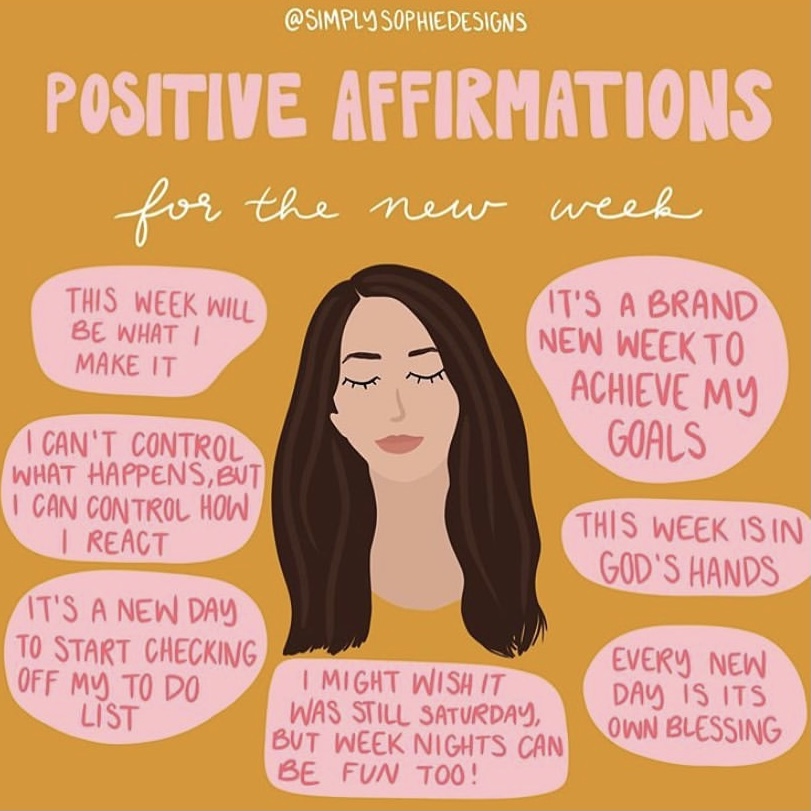 @SIMPLYSOPHIEDESIGNS
POSITIVE AFFIRMATIONS
for the new week
THIS WEEK WILL
BE WHAT I
MAKE IT
I CAN'T CONTROL
WHAT HAPPENS, BUT
I CAN CONTROL HOW
I REACT
IT'S A NEW DAY
TO START CHECKING
OFF MY TO DO
LIST
I MIGHT WISH IT
WAS STILL SATURDAY,
BUT WEEK NIGHTS CAN
BE FUN TOO!
IT'S A BRAND
NEW WEEK TO
ACHIEVE MY
GOALS
THIS WEEK IS IN
GOD'S HANDS
EVERY NEW
DAY IS ITS
OWN BLESSING